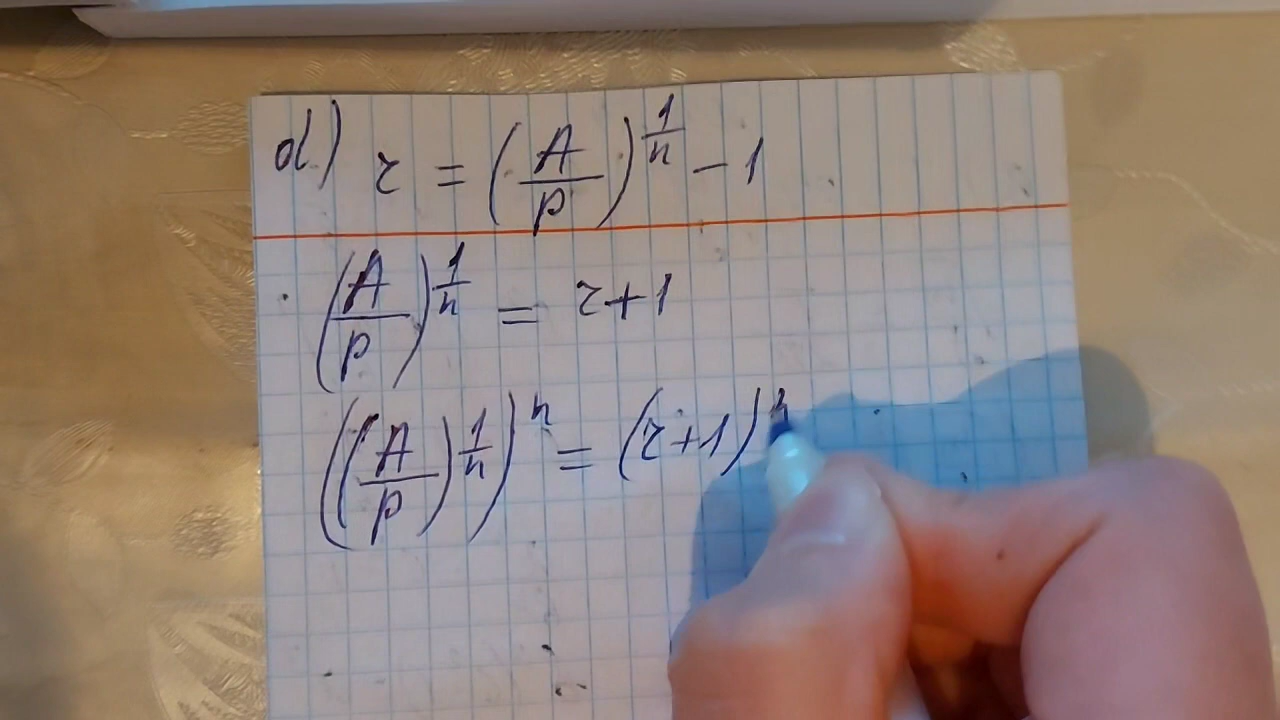 d) r = (A/P)^(1/n) - 1
(A/P)^(1/n) = r+1
((A/P)^(1/n))^n = (r+1)^n